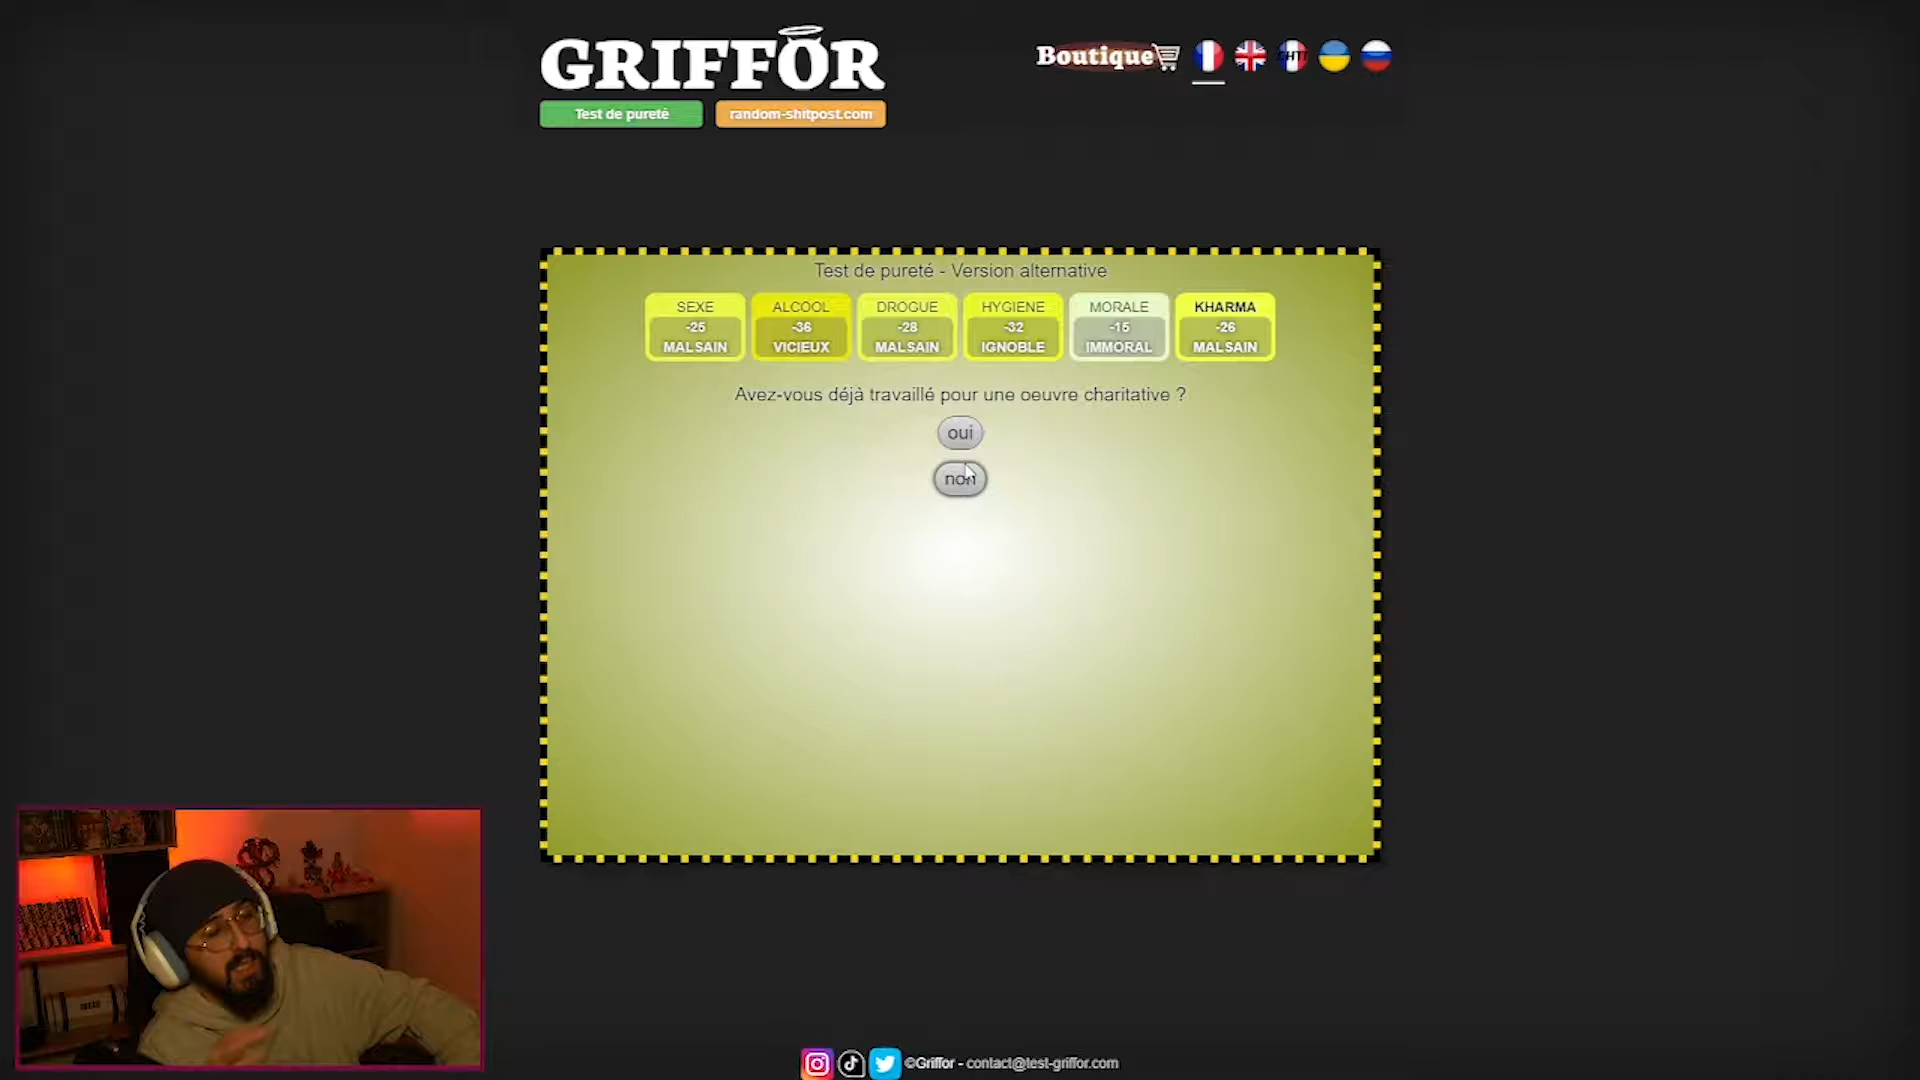 GRIFFÖR
Boutique
CHTI
Test de pureté
random-shitpost.com
Test de pureté - Version alternative
SEXE
-25
MALSAIN
ALCOOL
-36
VICIEUX
DROGUE
-28
MALSAIN
HYGIENE
-32
IGNOBLE
MORALE
-15
IMMORAL
KHARMA
-26
MALSAIN
Avez-vous déjà travaillé pour une oeuvre charitative ?
oui
non
©Griffor - contact@test-griffor.com